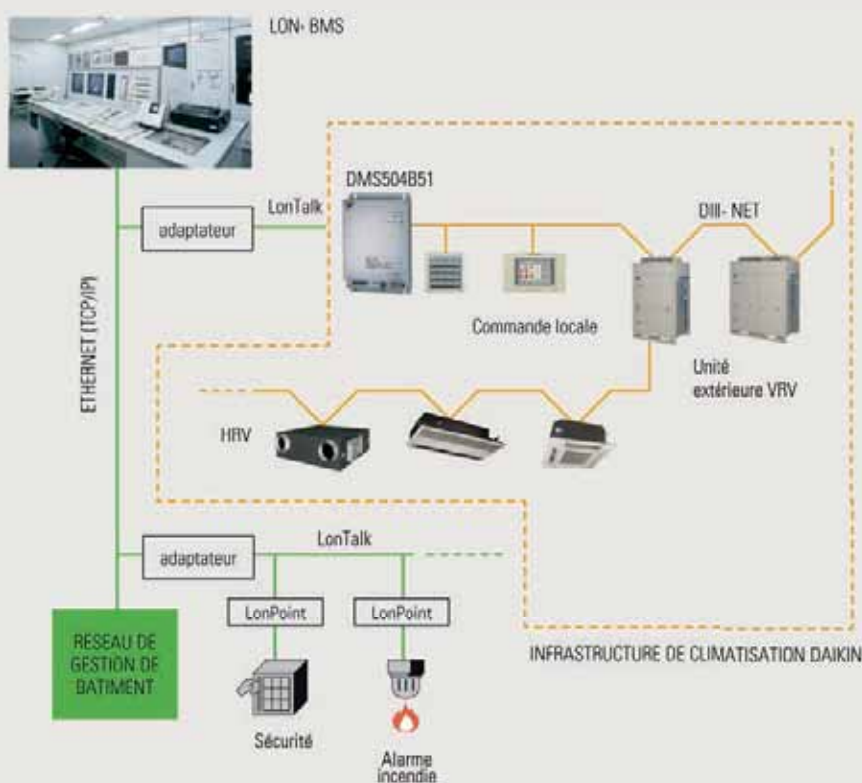 LON- BMS
DMS504B51
LonTalk
DIII- NET
adaptateur
ETHERNET (TCP/IP)
Commande locale
Unité
extérieure VRV
HRV
LonTalk
adaptateur
LonPoint
LonPoint
RESEAU DE
GESTION DE
BATIMENT
INFRASTRUCTURE DE CLIMATISATION DAIKIN
Sécurité
Alarme
incendie